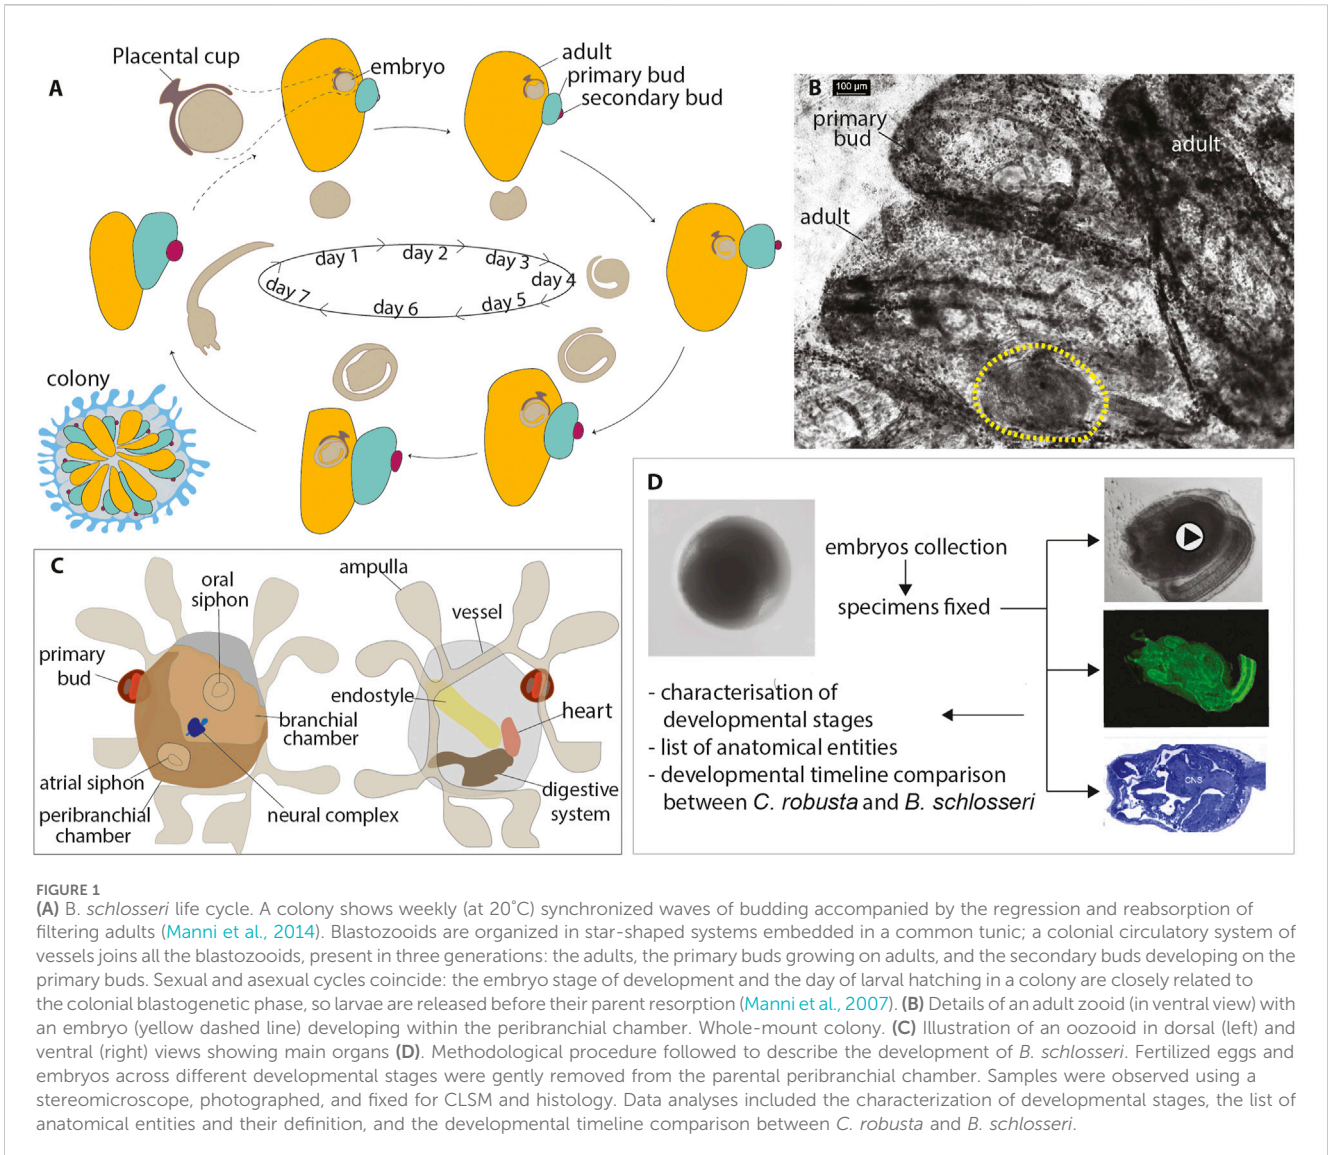 A
Placental cup
embryo
adult
primary bud
secondary bud
day 1
day 2
day 3
day 4
day 5
day 6
day 7
colony
B
100 µm
primary
bud
adult
adult
C
oral
siphon
primary
bud
branchial
chamber
atrial siphon
peribranchial
chamber
neural complex
ampulla
vessel
endostyle
heart
digestive
system
D
embryos collection
specimens fixed
- characterisation of
developmental stages
- list of anatomical entities
- developmental timeline comparison
between C. robusta and B. schlosseri
CNS
FIGURE 1
(A) B. schlosseri life cycle. A colony shows weekly (at 20˚C) synchronized waves of budding accompanied by the regression and reabsorption of
filtering adults (Manni et al., 2014). Blastozooids are organized in star-shaped systems embedded in a common tunic; a colonial circulatory system of
vessels joins all the blastozooids, present in three generations: the adults, the primary buds growing on adults, and the secondary buds developing on the
primary buds. Sexual and asexual cycles coincide: the embryo stage of development and the day of larval hatching in a colony are closely related to
the colonial blastogenetic phase, so larvae are released before their parent resorption (Manni et al., 2007). (B) Details of an adult zooid (in ventral view) with
an embryo (yellow dashed line) developing within the peribranchial chamber. Whole-mount colony. (C) Illustration of an oozooid in dorsal (left) and
ventral (right) views showing main organs (D). Methodological procedure followed to describe the development of B. schlosseri. Fertilized eggs and
embryos across different developmental stages were gently removed from the parental peribranchial chamber. Samples were observed using a
stereomicroscope, photographed, and fixed for CLSM and histology. Data analyses included the characterization of developmental stages, the list of
anatomical entities and their definition, and the developmental timeline comparison between C. robusta and B. schlosseri.